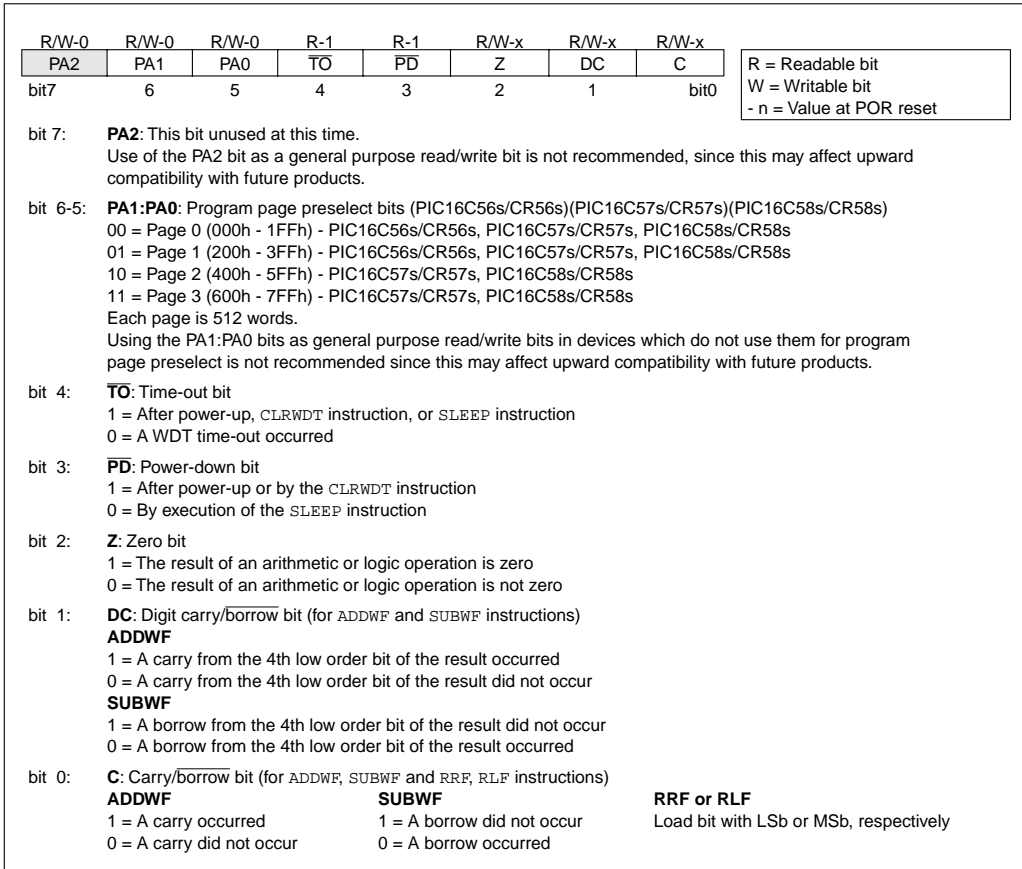 R/W-0 R/W-0 R/W-0 R-1 R-1 R/W-x R/W-x R/W-x
PA2 PA1 PA0 T̅O̅ P̅D̅ Z DC C
bit7 6 5 4 3 2 1 bit0
R = Readable bit
W = Writable bit
- n = Value at POR reset
bit 7: PA2: This bit unused at this time.
Use of the PA2 bit as a general purpose read/write bit is not recommended, since this may affect upward
compatibility with future products.
bit 6-5: PA1:PA0: Program page preselect bits (PIC16C56s/CR56s)(PIC16C57s/CR57s)(PIC16C58s/CR58s)
00 = Page 0 (000h - 1FFh) - PIC16C56s/CR56s, PIC16C57s/CR57s, PIC16C58s/CR58s
01 = Page 1 (200h - 3FFh) - PIC16C56s/CR56s, PIC16C57s/CR57s, PIC16C58s/CR58s
10 = Page 2 (400h - 5FFh) - PIC16C57s/CR57s, PIC16C58s/CR58s
11 = Page 3 (600h - 7FFh) - PIC16C57s/CR57s, PIC16C58s/CR58s
Each page is 512 words.
Using the PA1:PA0 bits as general purpose read/write bits in devices which do not use them for program
page preselect is not recommended since this may affect upward compatibility with future products.
bit 4: T̅O̅: Time-out bit
1 = After power-up, CLRWDT instruction, or SLEEP instruction
0 = A WDT time-out occurred
bit 3: P̅D̅: Power-down bit
1 = After power-up or by the CLRWDT instruction
0 = By execution of the SLEEP instruction
bit 2: Z: Zero bit
1 = The result of an arithmetic or logic operation is zero
0 = The result of an arithmetic or logic operation is not zero
bit 1: DC: Digit carry/b̅o̅r̅r̅o̅w̅ bit (for ADDWF and SUBWF instructions)
ADDWF
1 = A carry from the 4th low order bit of the result occurred
0 = A carry from the 4th low order bit of the result did not occur
SUBWF
1 = A borrow from the 4th low order bit of the result did not occur
0 = A borrow from the 4th low order bit of the result occurred
bit 0: C: Carry/b̅o̅r̅r̅o̅w̅ bit (for ADDWF, SUBWF and RRF, RLF instructions)
ADDWF SUBWF RRF or RLF
1 = A carry occurred 1 = A borrow did not occur Load bit with LSb or MSb, respectively
0 = A carry did not occur 0 = A borrow occurred